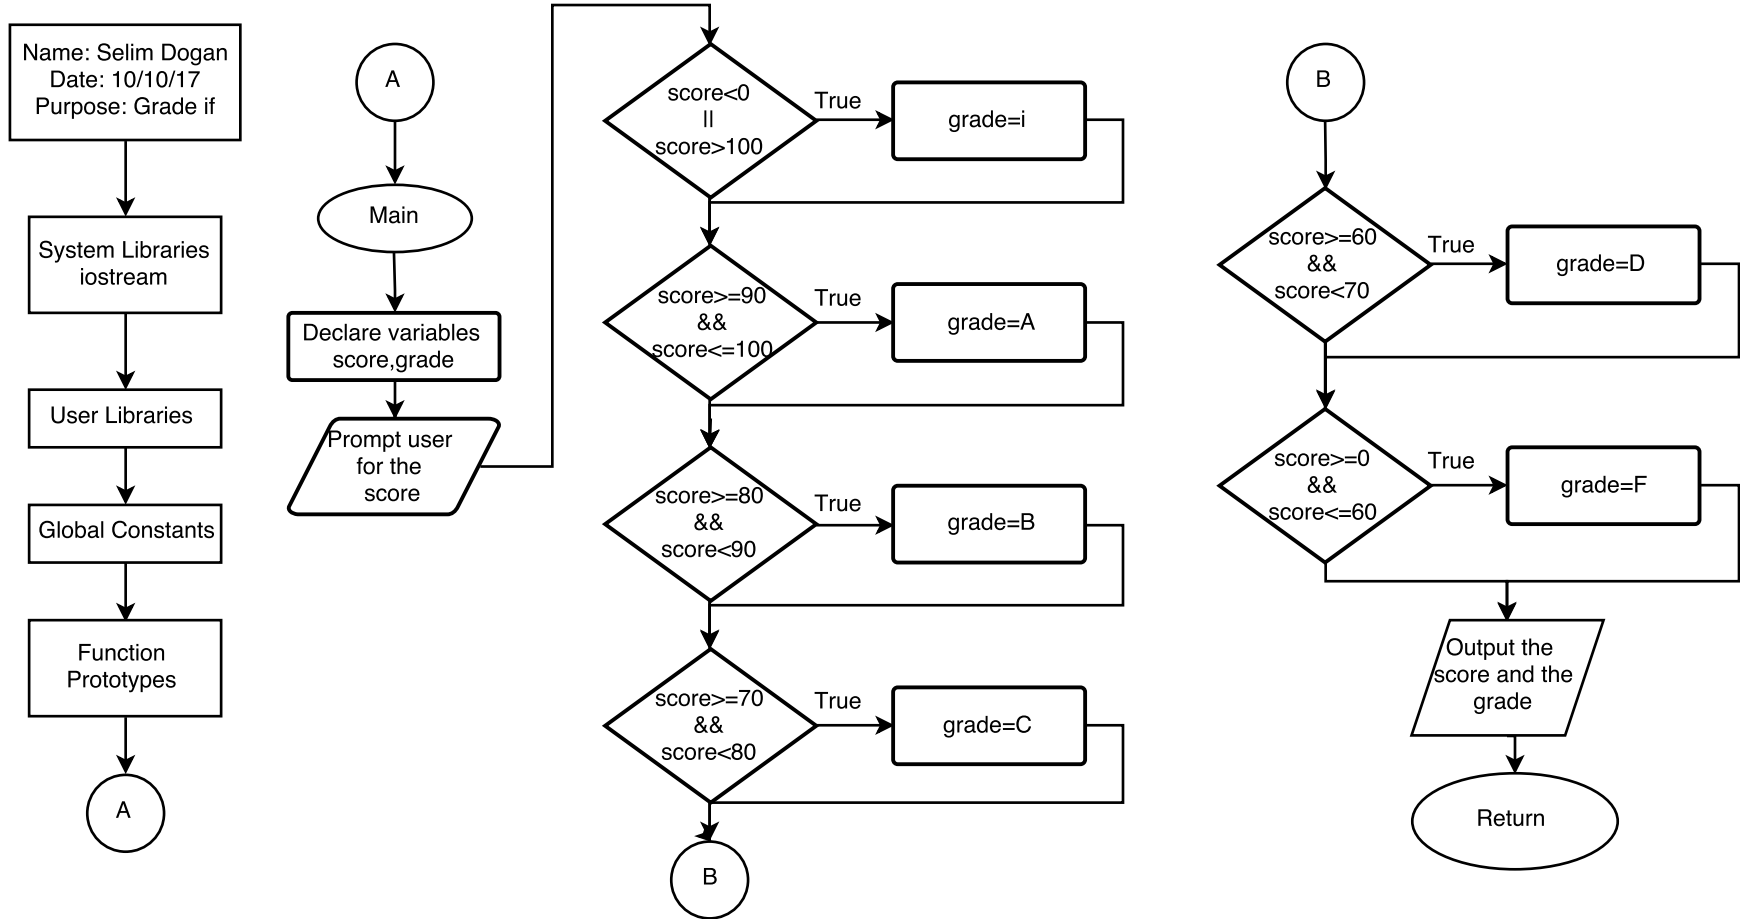 Name: Selim Dogan
Date: 10/10/17
Purpose: Grade if
System Libraries
iostream
User Libraries
Global Constants
Function
Prototypes
A
A
Main
Declare variables
score,grade
Prompt user
for the
score
score<0
||
score>100
True
grade=i
score>=90
&&
score<=100
True
grade=A
score>=80
&&
score<90
True
grade=B
score>=70
&&
score<80
True
grade=C
B
B
score>=60
&&
score<70
True
grade=D
score>=0
&&
score<=60
True
grade=F
Output the
score and the
grade
Return